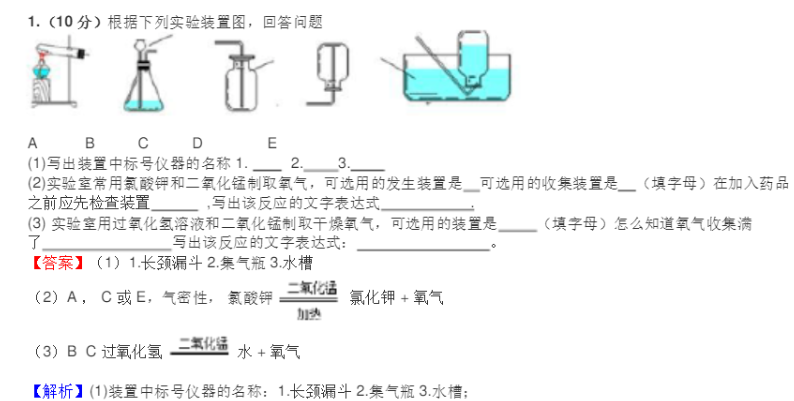 1.（10 分）根据下列实验装置图，回答问题
A B C D E
(1)写出装置中标号仪器的名称 1. ____ 2._____3._____
(2)实验室常用氯酸钾和二氧化锰制取氧气，可选用的发生装置是__可选用的收集装置是__（填字母）在加入药品
之前应先检查装置_______ ,写出该反应的文字表达式_____________.
(3) 实验室用过氧化氢溶液和二氧化锰制取干燥氧气，可选用的装置是_____（填字母）怎么知道氧气收集满
了__________________写出该反应的文字表达式：__________________。
【答案】（1）1.长颈漏斗 2.集气瓶 3.水槽
（2）A ， C 或 E，气密性， 氯酸钾 二氧化锰 加热 氯化钾 + 氧气
（3）B C 过氧化氢 二氧化锰 水 + 氧气
【解析】(1)装置中标号仪器的名称：1.长颈漏斗 2.集气瓶 3.水槽；